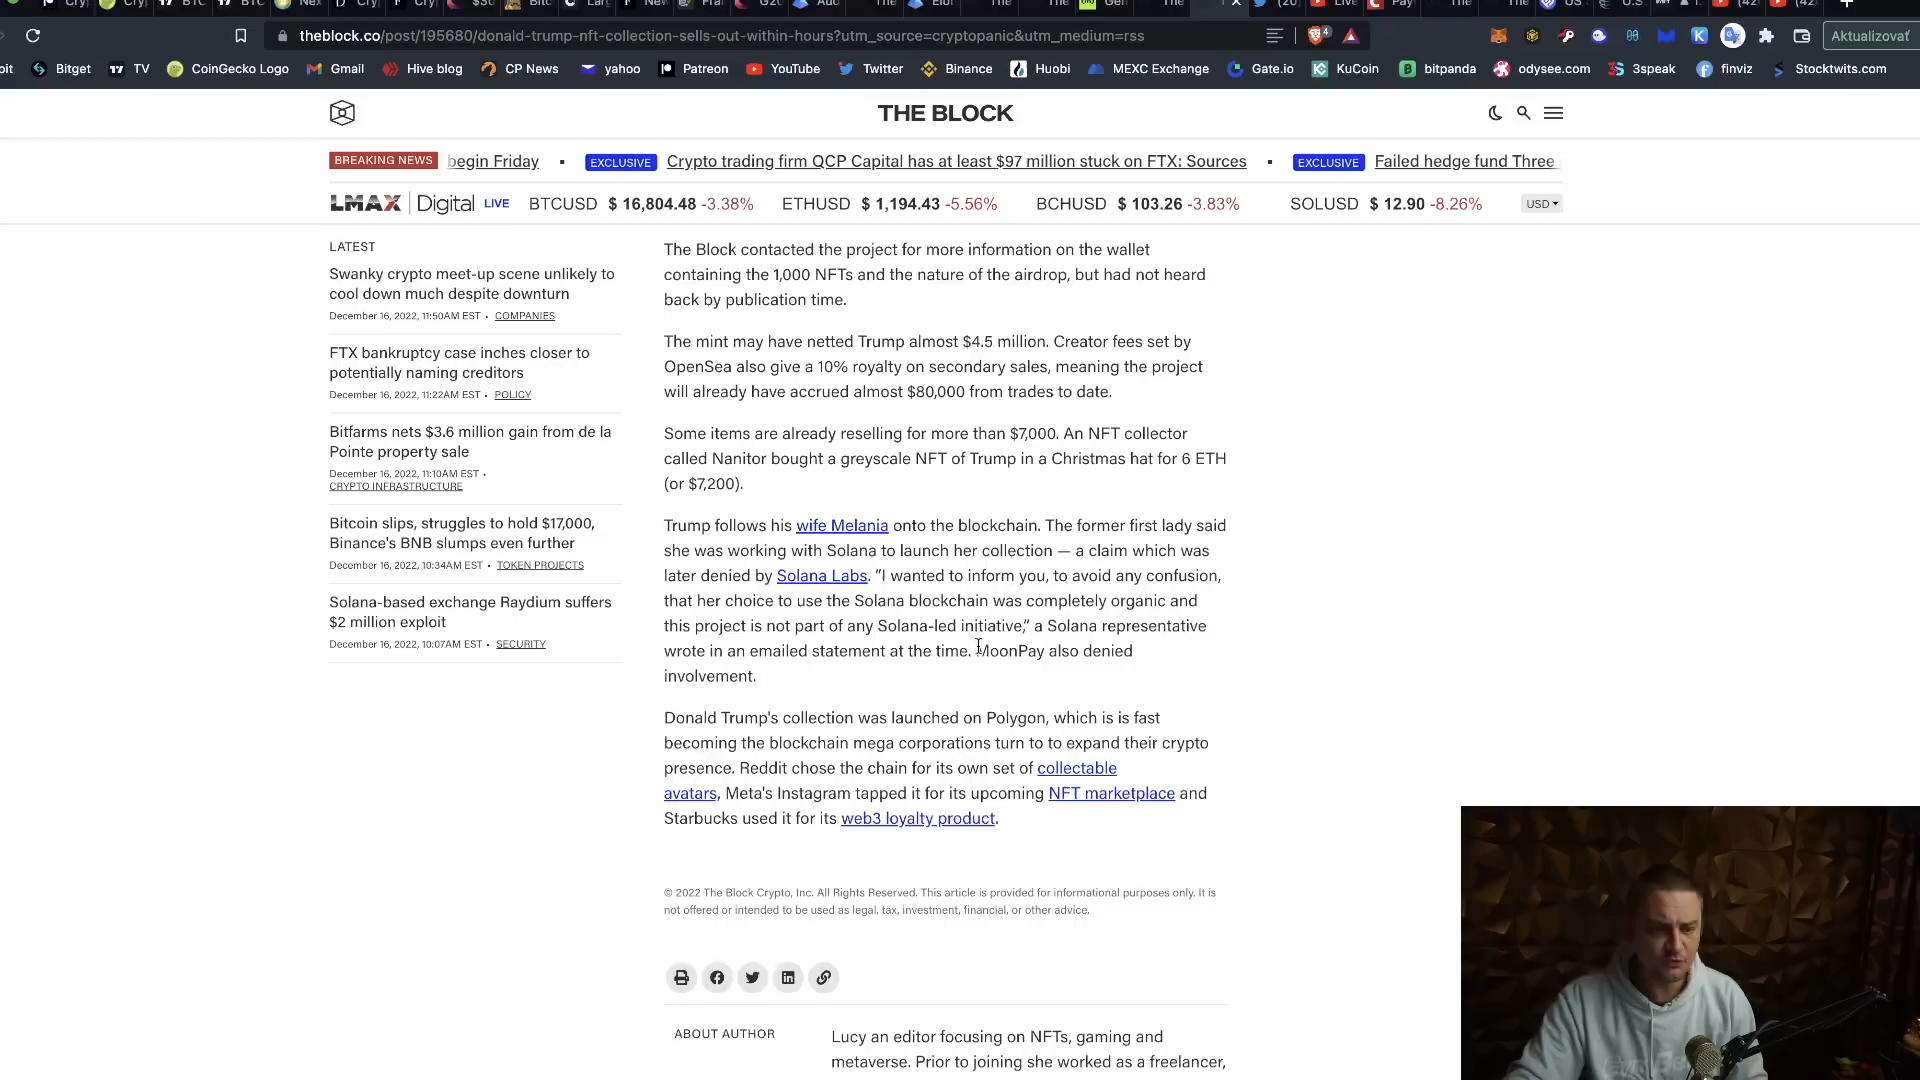 theblock.co/post/195680/donald-trump-nft-collection-sells-out-within-hours?utm_source=cryptopanic&utm_medium=rss
Aktualizovať
Bitget TV CoinGecko Logo Gmail Hive blog CP News yahoo Patreon YouTube Twitter Binance Huobi MEXC Exchange Gate.io KuCoin bitpanda odysee.com 3speak finviz Stocktwits.com
THE BLOCK
BREAKING NEWS begin Friday ▪ EXCLUSIVE Crypto trading firm QCP Capital has at least $97 million stuck on FTX: Sources ▪ EXCLUSIVE Failed hedge fund Three
LMAX Digital LIVE BTCUSD $ 16,804.48 -3.38% ETHUSD $ 1,194.43 -5.56% BCHUSD $ 103.26 -3.83% SOLUSD $ 12.90 -8.26% USD
LATEST
Swanky crypto meet-up scene unlikely to
cool down much despite downturn
December 16, 2022, 11:50AM EST • COMPANIES
FTX bankruptcy case inches closer to
potentially naming creditors
December 16, 2022, 11:22AM EST • POLICY
Bitfarms nets $3.6 million gain from de la
Pointe property sale
December 16, 2022, 11:10AM EST •
CRYPTO INFRASTRUCTURE
Bitcoin slips, struggles to hold $17,000,
Binance's BNB slumps even further
December 16, 2022, 10:34AM EST • TOKEN PROJECTS
Solana-based exchange Raydium suffers
$2 million exploit
December 16, 2022, 10:07AM EST • SECURITY
The Block contacted the project for more information on the wallet
containing the 1,000 NFTs and the nature of the airdrop, but had not heard
back by publication time.
The mint may have netted Trump almost $4.5 million. Creator fees set by
OpenSea also give a 10% royalty on secondary sales, meaning the project
will already have accrued almost $80,000 from trades to date.
Some items are already reselling for more than $7,000. An NFT collector
called Nanitor bought a greyscale NFT of Trump in a Christmas hat for 6 ETH
(or $7,200).
Trump follows his wife Melania onto the blockchain. The former first lady said
she was working with Solana to launch her collection — a claim which was
later denied by Solana Labs. “I wanted to inform you, to avoid any confusion,
that her choice to use the Solana blockchain was completely organic and
this project is not part of any Solana-led initiative,” a Solana representative
wrote in an emailed statement at the time. MoonPay also denied
involvement.
Donald Trump's collection was launched on Polygon, which is is fast
becoming the blockchain mega corporations turn to to expand their crypto
presence. Reddit chose the chain for its own set of collectable
avatars, Meta's Instagram tapped it for its upcoming NFT marketplace and
Starbucks used it for its web3 loyalty product.
© 2022 The Block Crypto, Inc. All Rights Reserved. This article is provided for informational purposes only. It is
not offered or intended to be used as legal, tax, investment, financial, or other advice.
ABOUT AUTHOR
Lucy an editor focusing on NFTs, gaming and
metaverse. Prior to joining she worked as a freelancer,